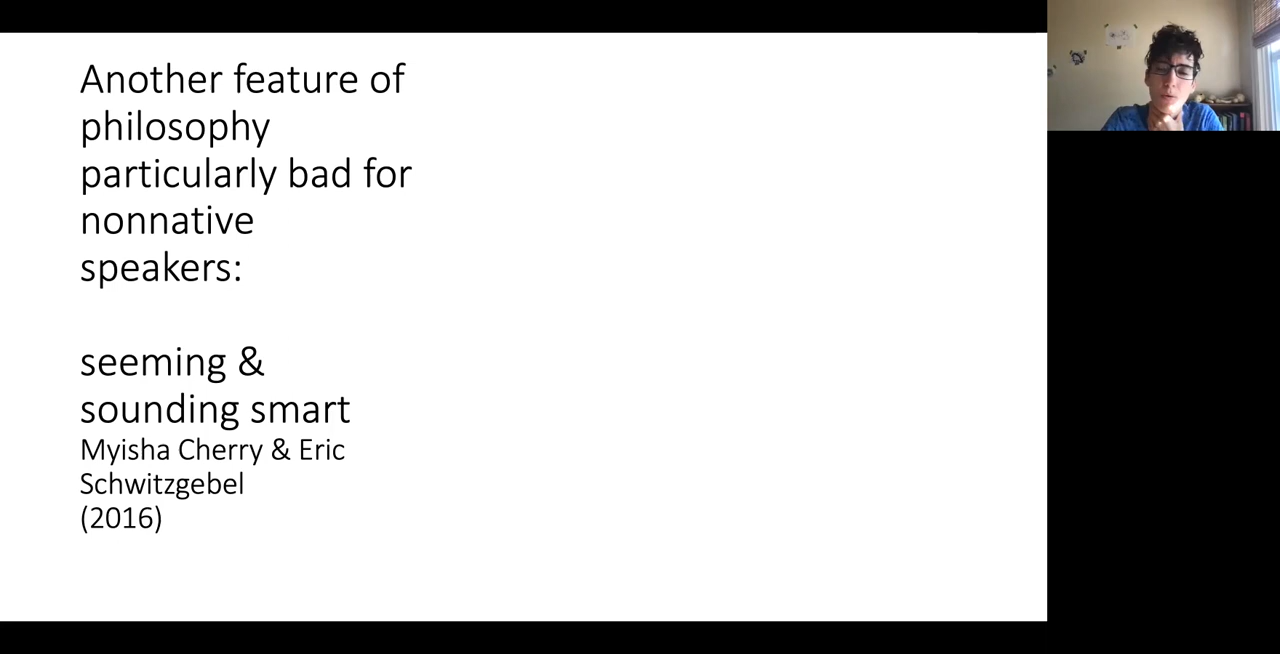 Another feature of
philosophy
particularly bad for
nonnative
speakers:
seeming &
sounding smart
Myisha Cherry & Eric
Schwitzgebel
(2016)